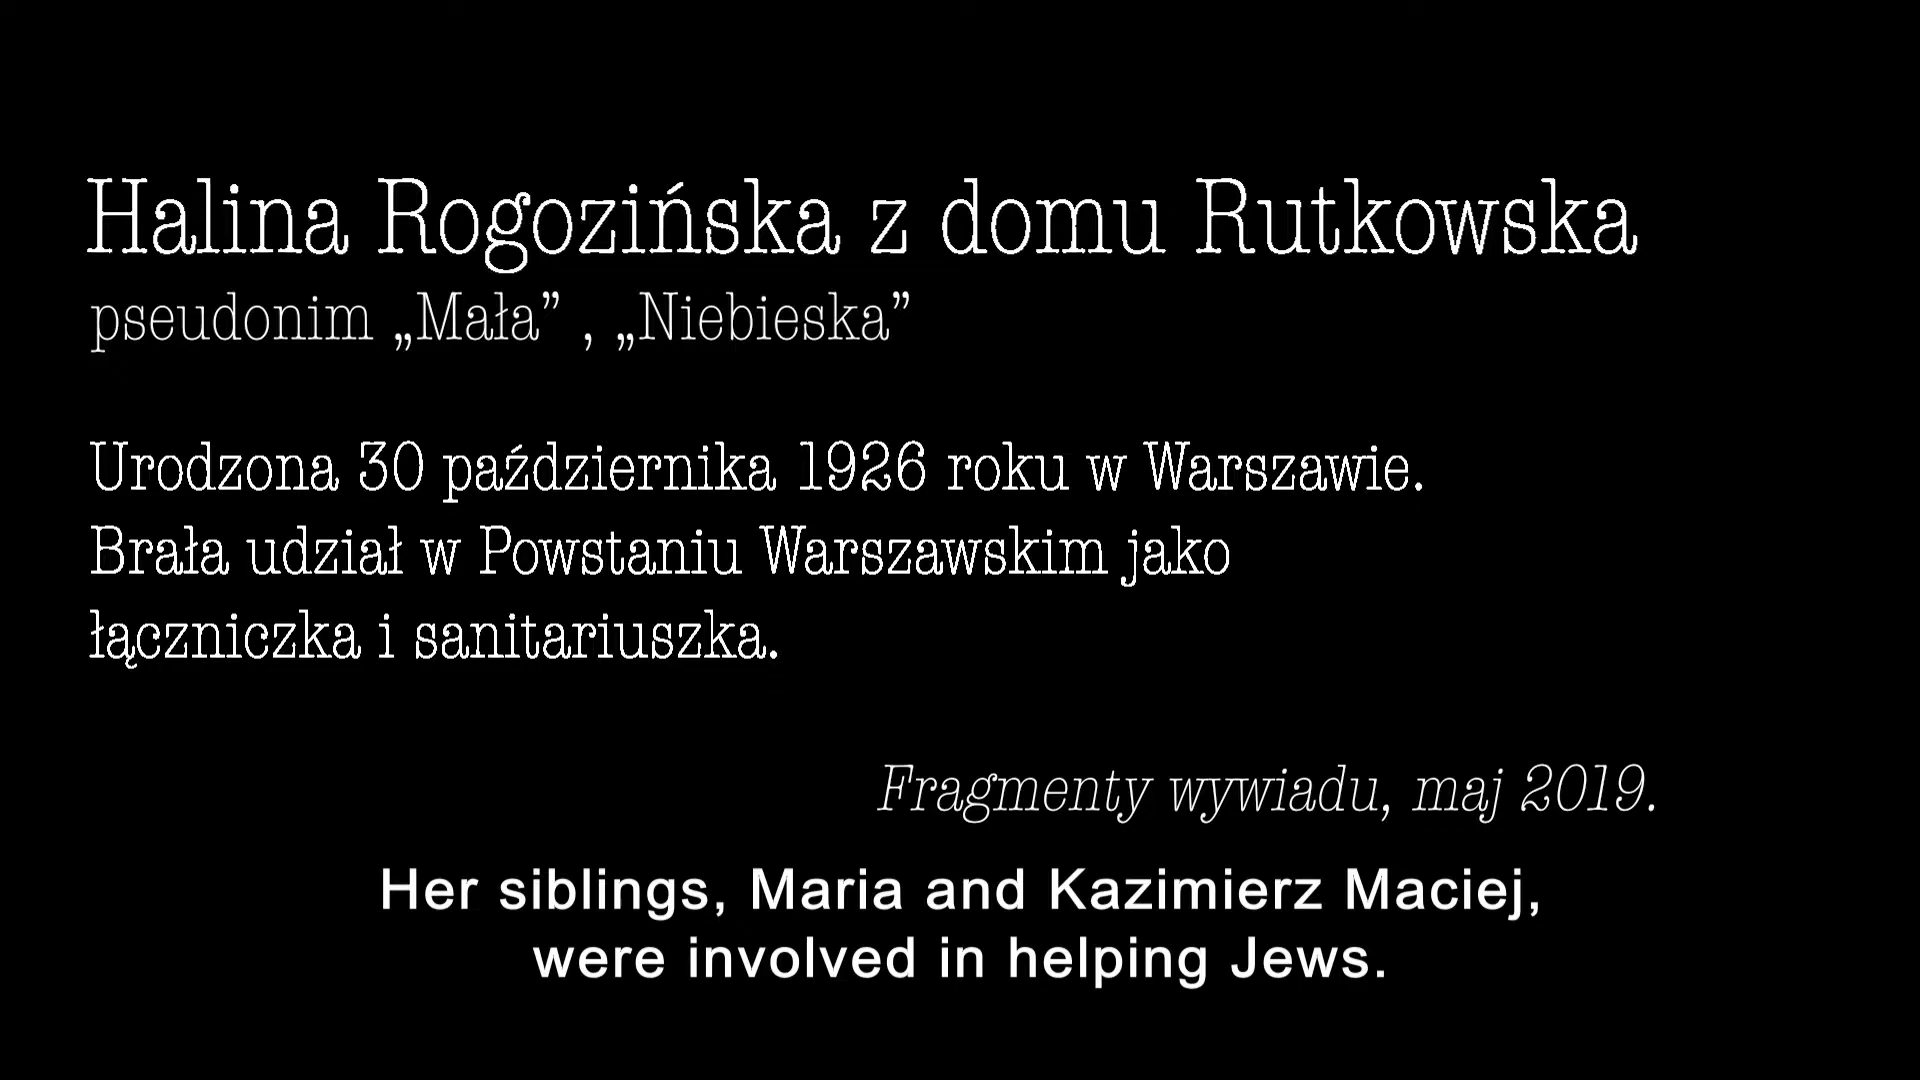 Halina Rogozińska z domu Rutkowska
pseudonim „Mała” , „Niebieska”
Urodzona 30 października 1926 roku w Warszawie.
Brała udział w Powstaniu Warszawskim jako
łączniczka i sanitariuszka.
Fragmenty wywiadu, maj 2019.
Her siblings, Maria and Kazimierz Maciej,
were involved in helping Jews.